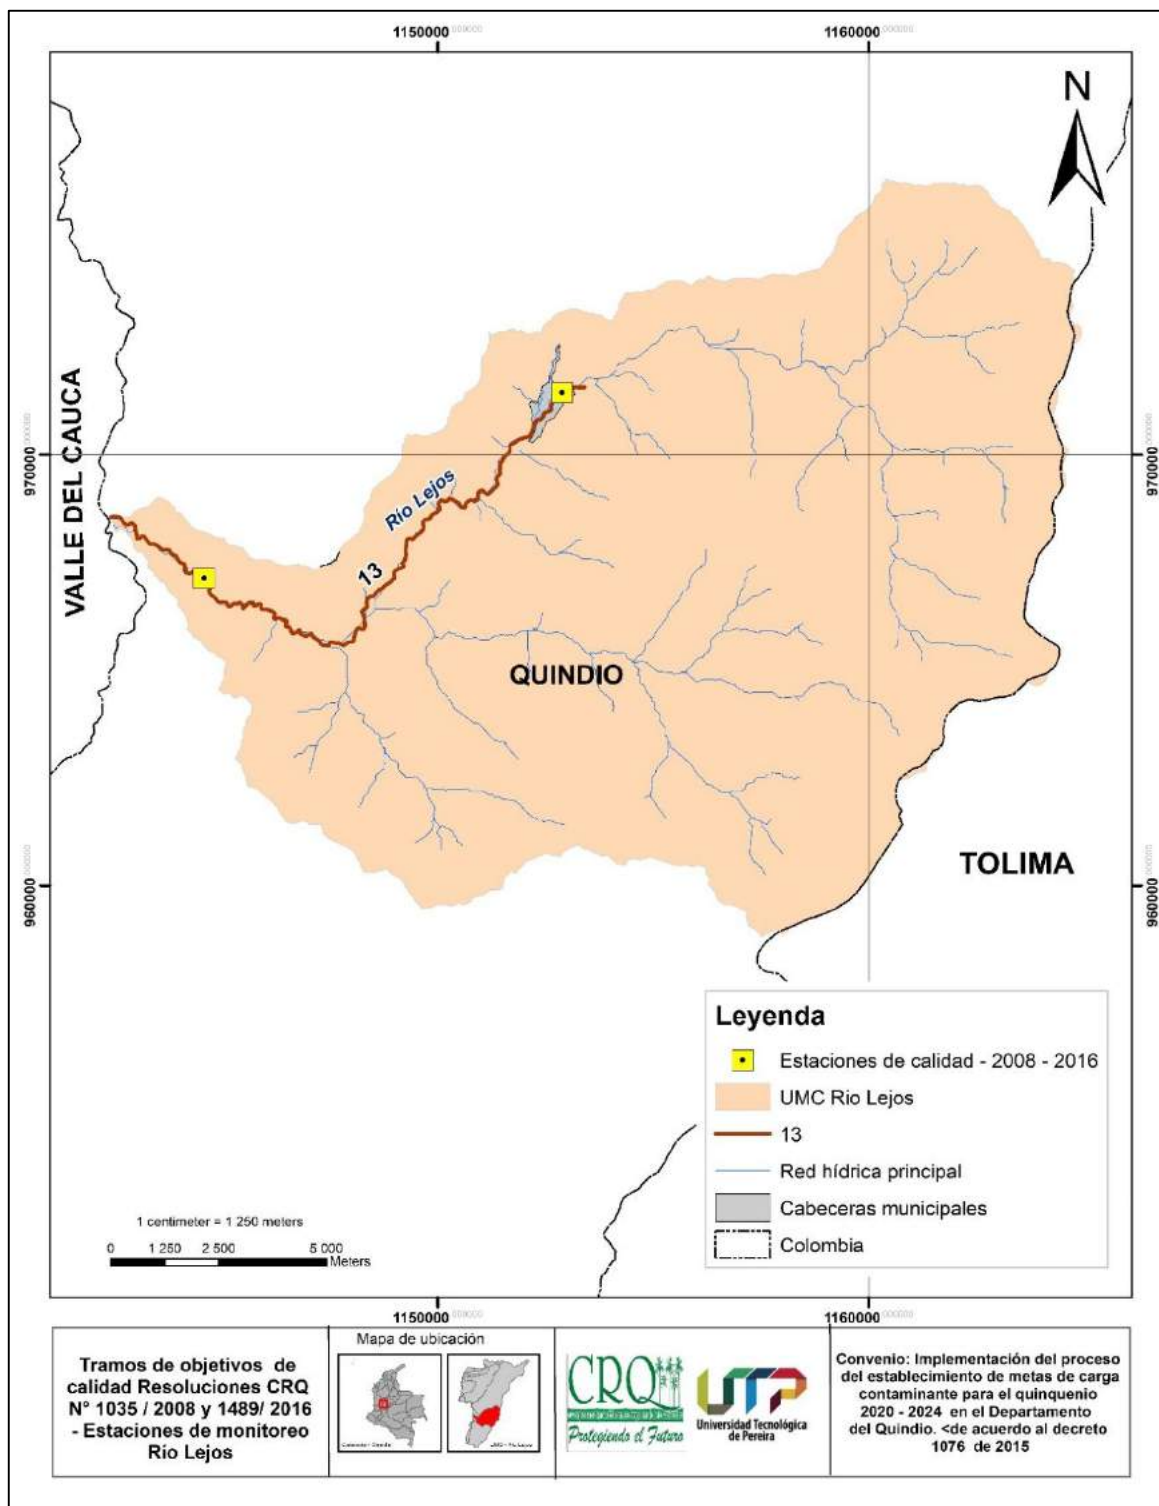 1150000
1160000
N
VALLE DEL CAUCA
970000
970000
Río Lejos
13
QUINDIO
TOLIMA
960000
960000
Leyenda
Estaciones de calidad - 2008 - 2016
UMC Rio Lejos
13
Red hídrica principal
Cabeceras municipales
Colombia
1 centimeter = 1 250 meters
0 1 250 2 500 5 000
Meters
1150000
1160000
Tramos de objetivos de
calidad Resoluciones CRQ
N° 1035 / 2008 y 1489/ 2016
- Estaciones de monitoreo
Río Lejos
Mapa de ubicación
CRQ
Protegiendo el Futuro
UTP
Universidad Tecnológica
de Pereira
Convenio: Implementación del proceso
del establecimiento de metas de carga
contaminante para el quinquenio
2020 - 2024 en el Departamento
del Quindio. <de acuerdo al decreto
1076 de 2015